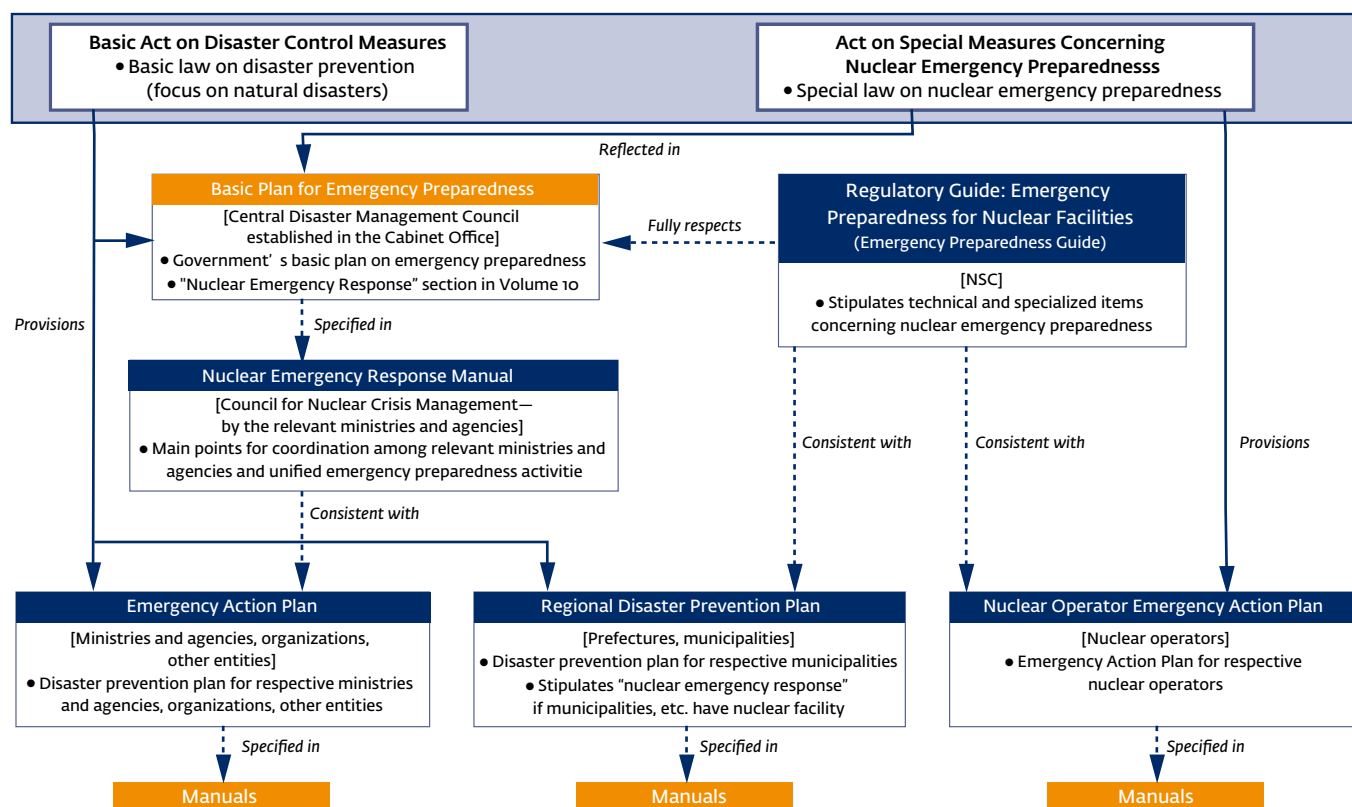 Basic Act on Disaster Control Measures
• Basic law on disaster prevention
(focus on natural disasters)
Act on Special Measures Concerning
Nuclear Emergency Preparednesss
• Special law on nuclear emergency preparedness
Reflected in
Basic Plan for Emergency Preparedness
[Central Disaster Management Council
established in the Cabinet Office]
• Government' s basic plan on emergency preparedness
• "Nuclear Emergency Response" section in Volume 10
Fully respects
Regulatory Guide: Emergency
Preparedness for Nuclear Facilities
(Emergency Preparedness Guide)
[NSC]
• Stipulates technical and specialized items
concerning nuclear emergency preparedness
Provisions
Specified in
Nuclear Emergency Response Manual
[Council for Nuclear Crisis Management—
by the relevant ministries and agencies]
• Main points for coordination among relevant ministries and
agencies and unified emergency preparedness activitie
Consistent with
Consistent with
Provisions
Consistent with
Emergency Action Plan
[Ministries and agencies, organizations,
other entities]
• Disaster prevention plan for respective ministries
and agencies, organizations, other entities
Regional Disaster Prevention Plan
[Prefectures, municipalities]
• Disaster prevention plan for respective municipalities
• Stipulates “nuclear emergency response”
if municipalities, etc. have nuclear facility
Nuclear Operator Emergency Action Plan
[Nuclear operators]
• Emergency Action Plan for respective
nuclear operators
Specified in
Specified in
Specified in
Manuals
Manuals
Manuals